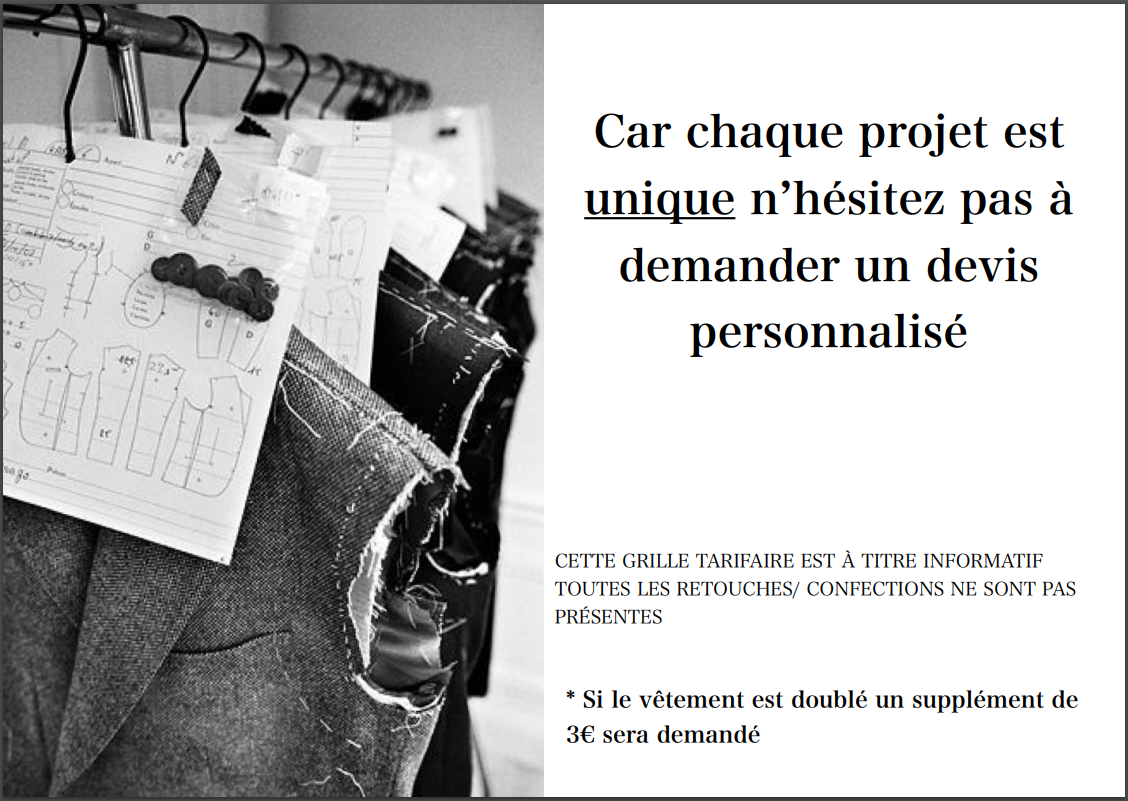 Car chaque projet est
unique n’hésitez pas à
demander un devis
personnalisé
CETTE GRILLE TARIFAIRE EST À TITRE INFORMATIF
TOUTES LES RETOUCHES/ CONFECTIONS NE SONT PAS
PRÉSENTES
* Si le vêtement est doublé un supplément de
3€ sera demandé